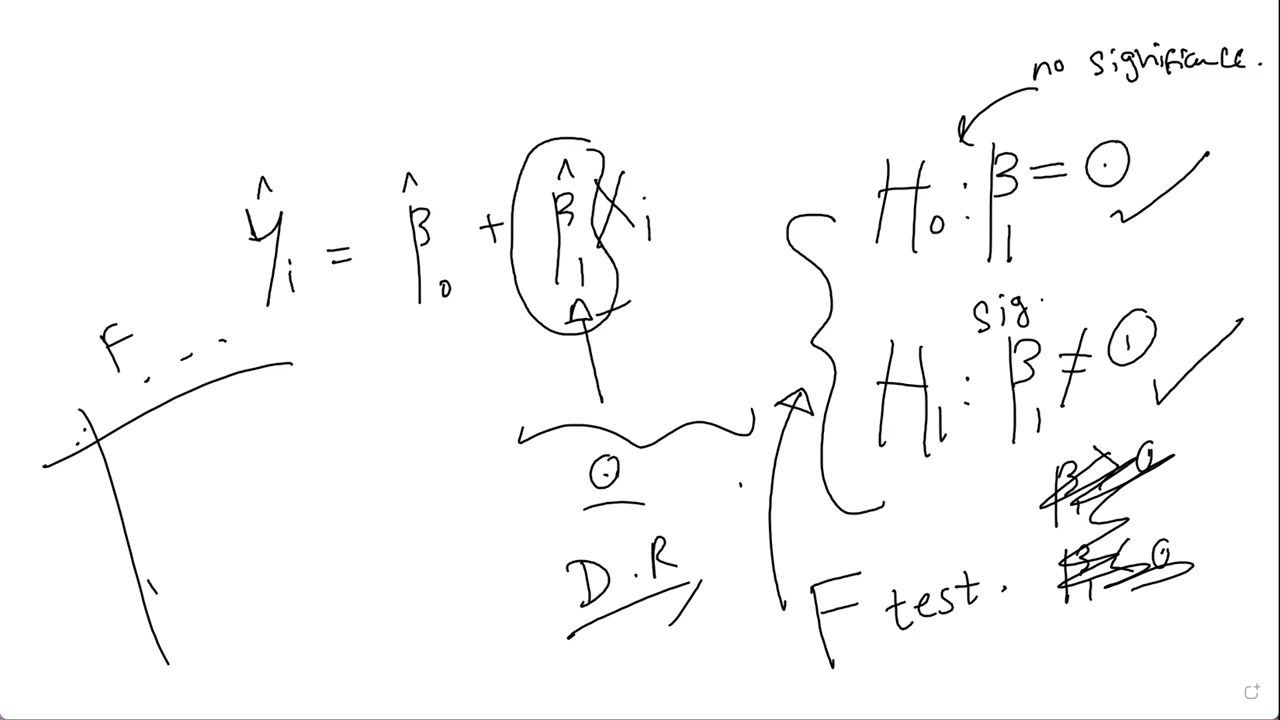 no significance.
H₀ : β₁ = 0
ŷᵢ = β̂₀ + β̂₁Xᵢ
sig.
H₁ : β₁ ≠ 0
F...
0
D.R
F test.